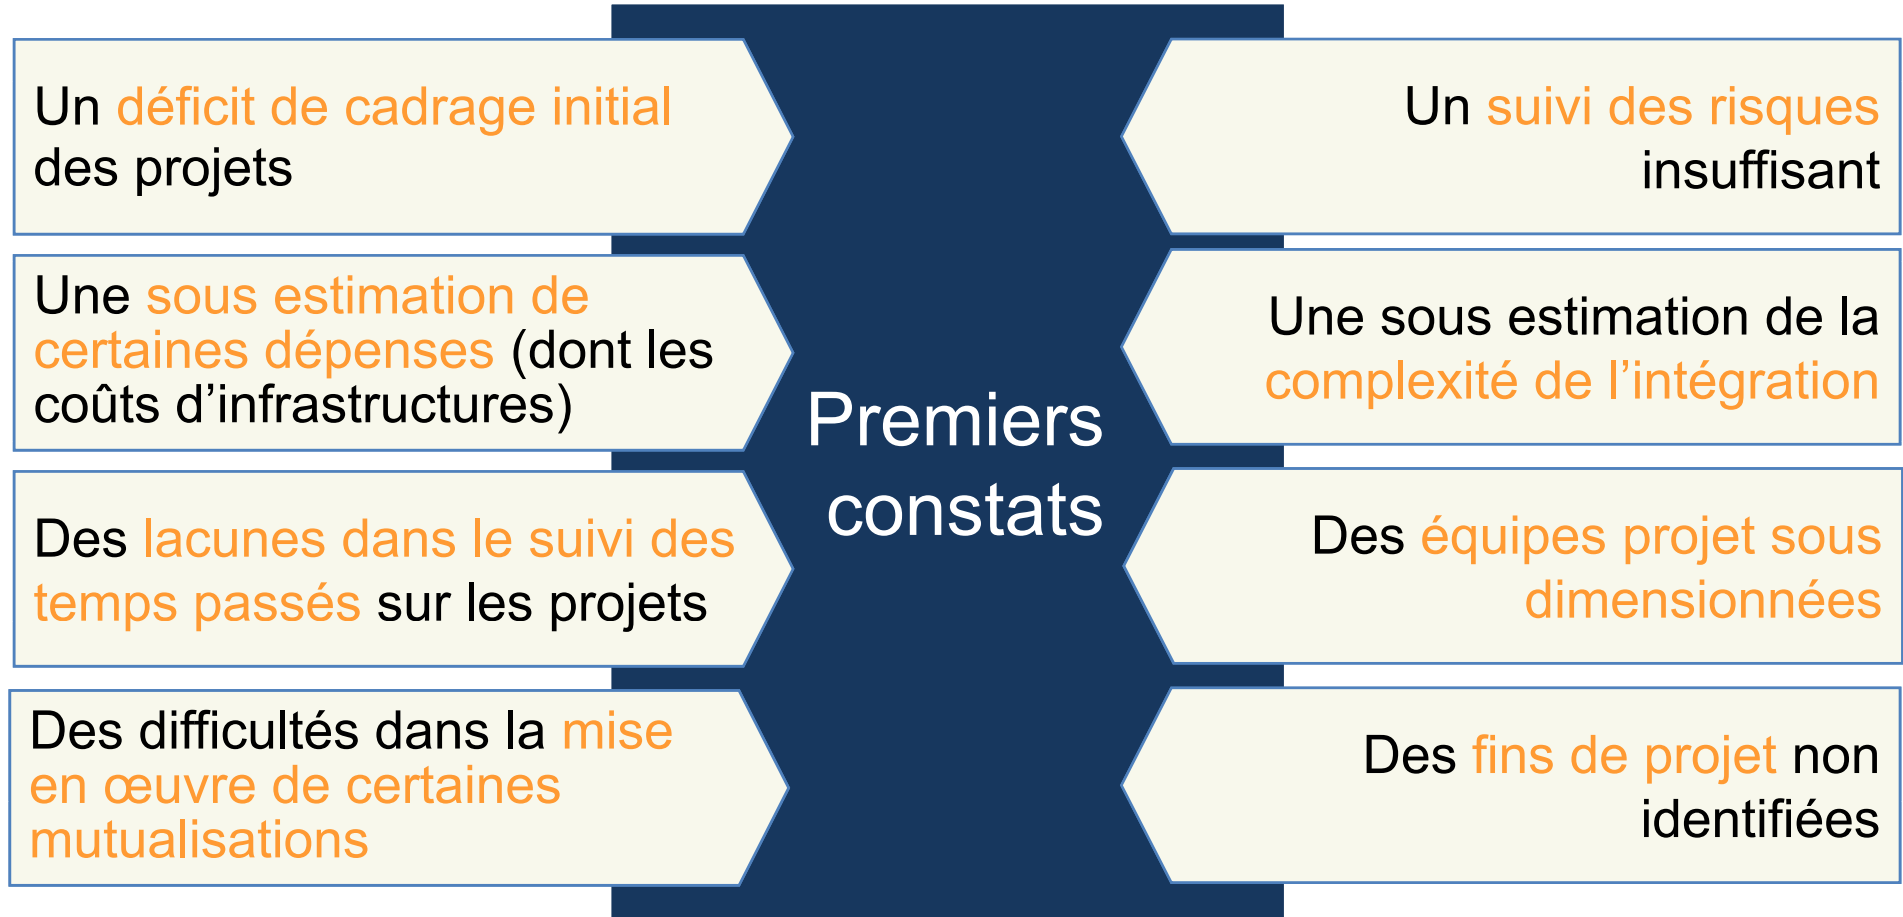 Un déficit de cadrage initial
des projets
Une sous estimation de
certaines dépenses (dont les
coûts d’infrastructures)
Des lacunes dans le suivi des
temps passés sur les projets
Des difficultés dans la mise
en œuvre de certaines
mutualisations
Premiers
constats
Un suivi des risques
insuffisant
Une sous estimation de la
complexité de l’intégration
Des équipes projet sous
dimensionnées
Des fins de projet non
identifiées